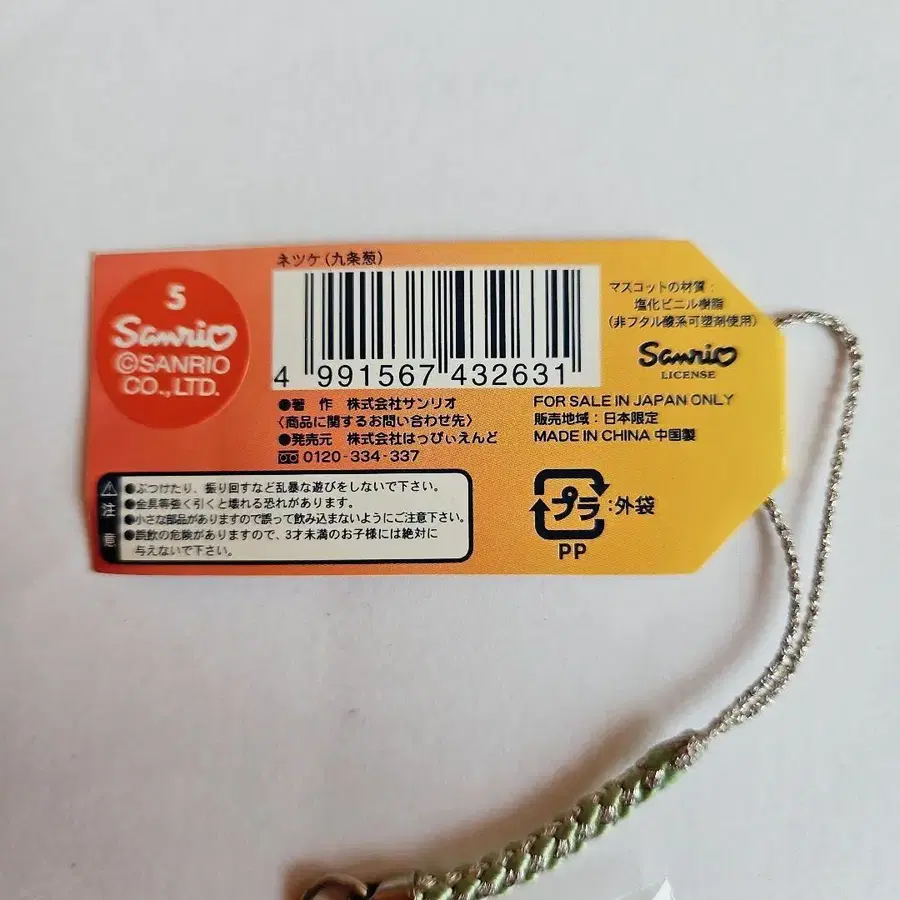 ネツケ(九条葱)
5
Sanrio
©SANRIO
CO.,LTD.
4 991567 432631
●著 作 株式会社サンリオ
〈商品に関するお問い合わせ先〉
●発売元 株式会社はっぴぃえんど
0120-334-337
マスコットの材質:
塩化ビニル樹脂
(非フタル酸系可塑剤使用)
Sanrio
LICENSE
FOR SALE IN JAPAN ONLY
販売地域:日本限定
MADE IN CHINA 中国製
注意
●ぶつけたり、振り回すなど乱暴な遊びをしないで下さい。
●金具等強く引くと壊れる恐れがあります。
●小さな部品がありますので誤って飲み込まないようにご注意下さい。
●誤飲の危険がありますので、3才未満のお子様には絶対に
与えないで下さい。
プラ:外袋
PP